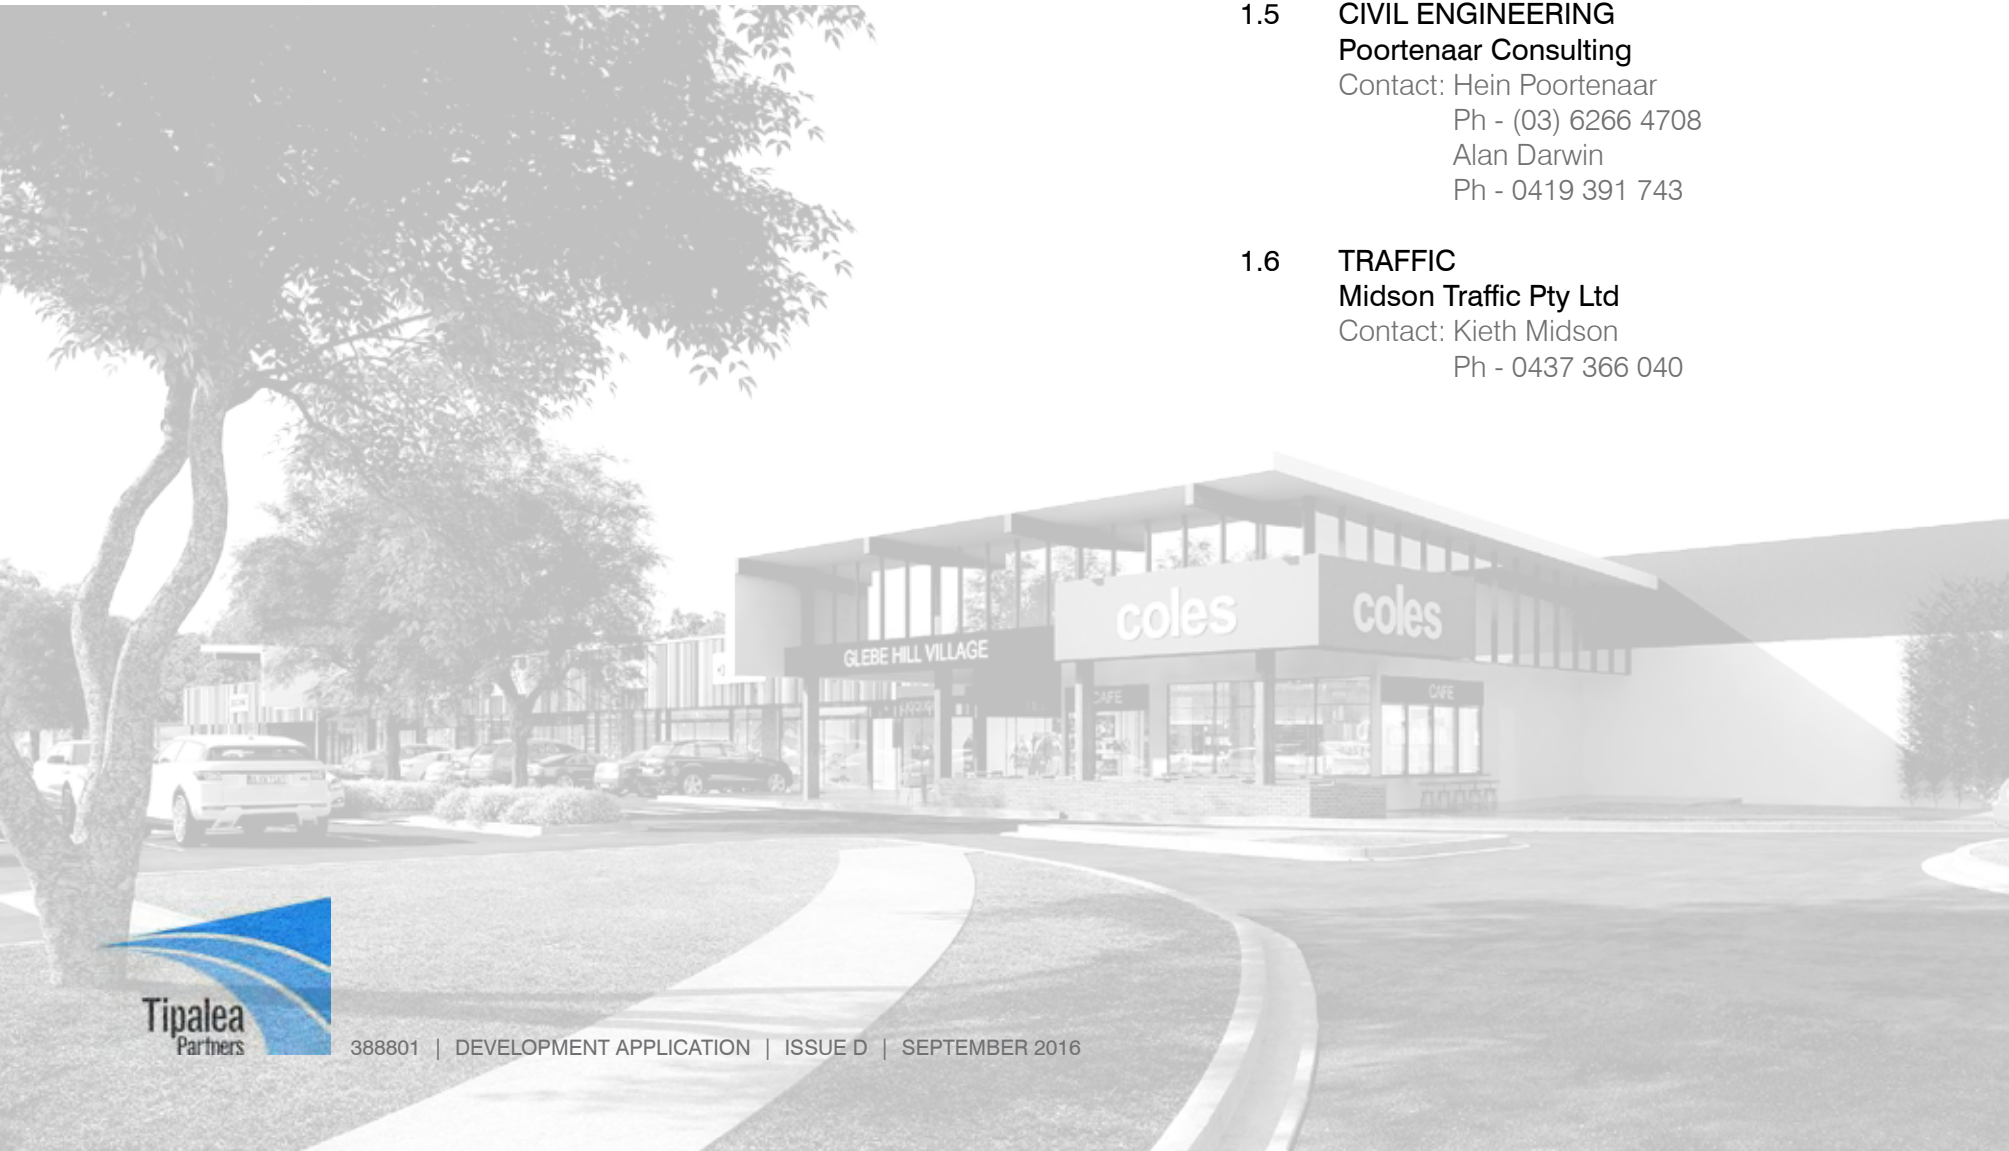 1.5 CIVIL ENGINEERING
Poortenaar Consulting
Contact: Hein Poortenaar
Ph - (03) 6266 4708
Alan Darwin
Ph - 0419 391 743
1.6 TRAFFIC
Midson Traffic Pty Ltd
Contact: Kieth Midson
Ph - 0437 366 040
coles
coles
GLEBE HILL VILLAGE
CAFE
CAFE
Tipalea
Partners
388801 | DEVELOPMENT APPLICATION | ISSUE D | SEPTEMBER 2016